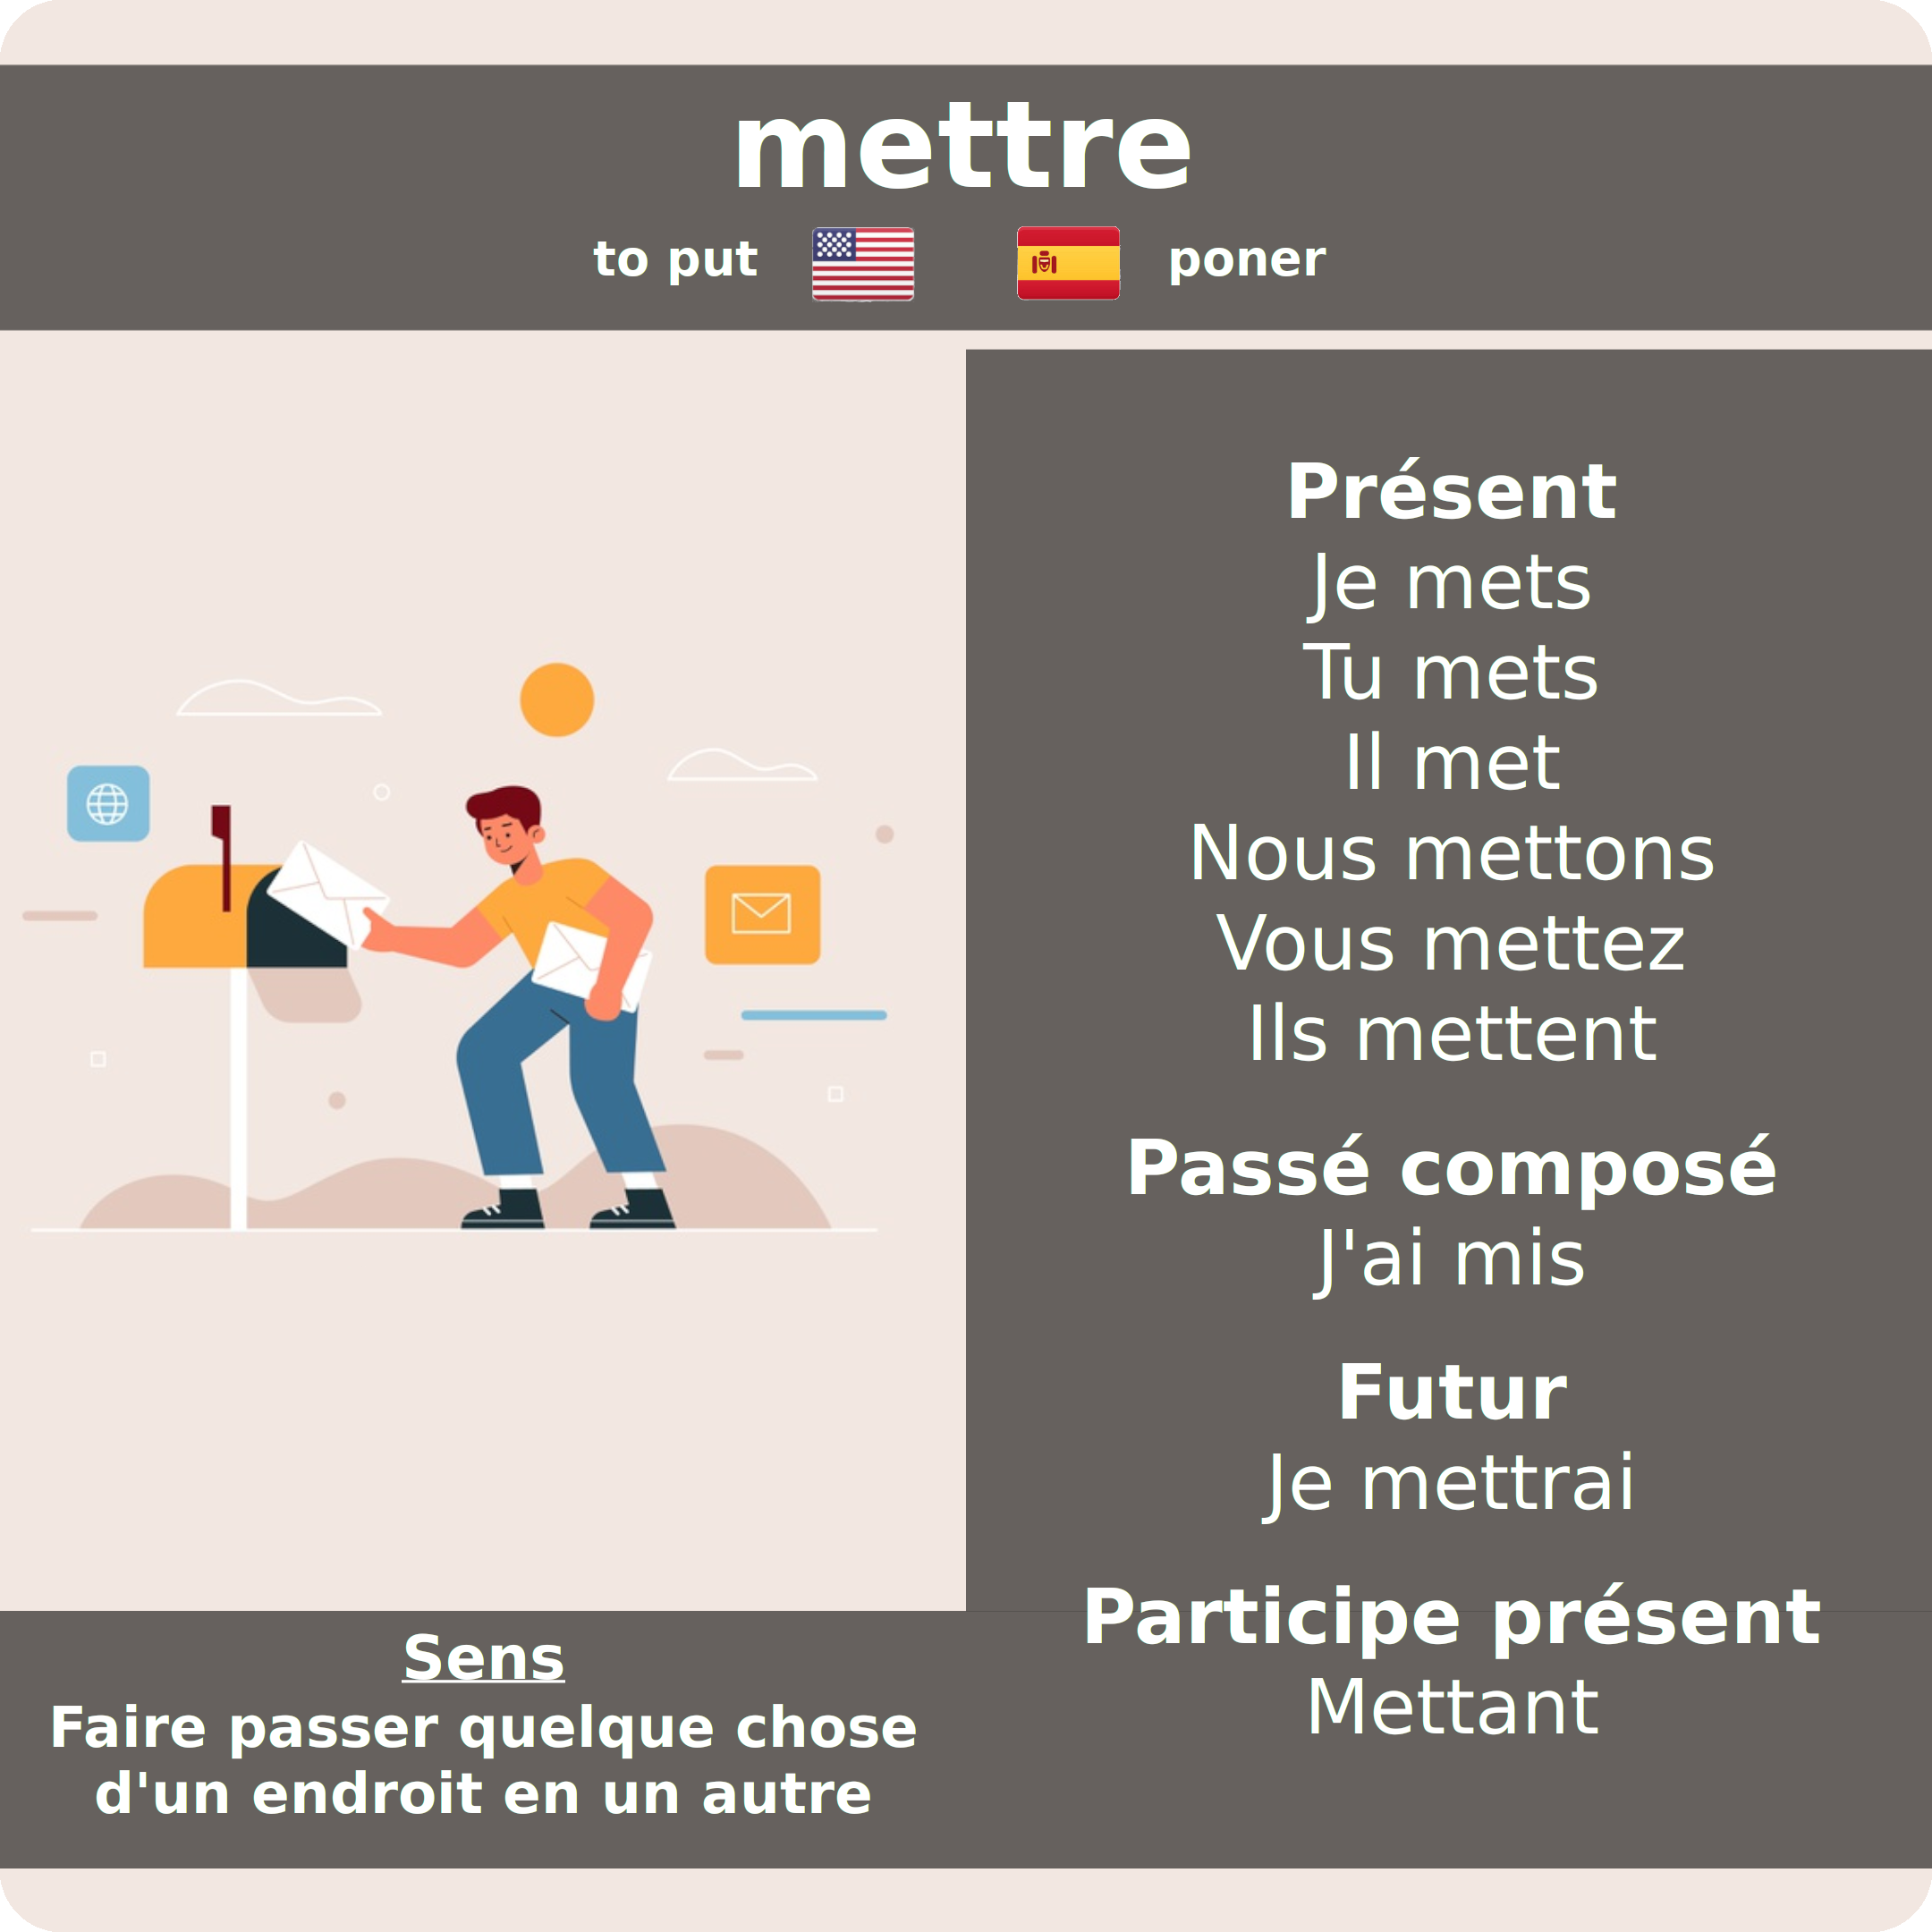 mettre
to put
poner
Présent
Je mets
Tu mets
Il met
Nous mettons
Vous mettez
Ils mettent
Passé composé
J'ai mis
Futur
Je mettrai
Participe présent
Mettant
Sens
Faire passer quelque chose
d'un endroit en un autre